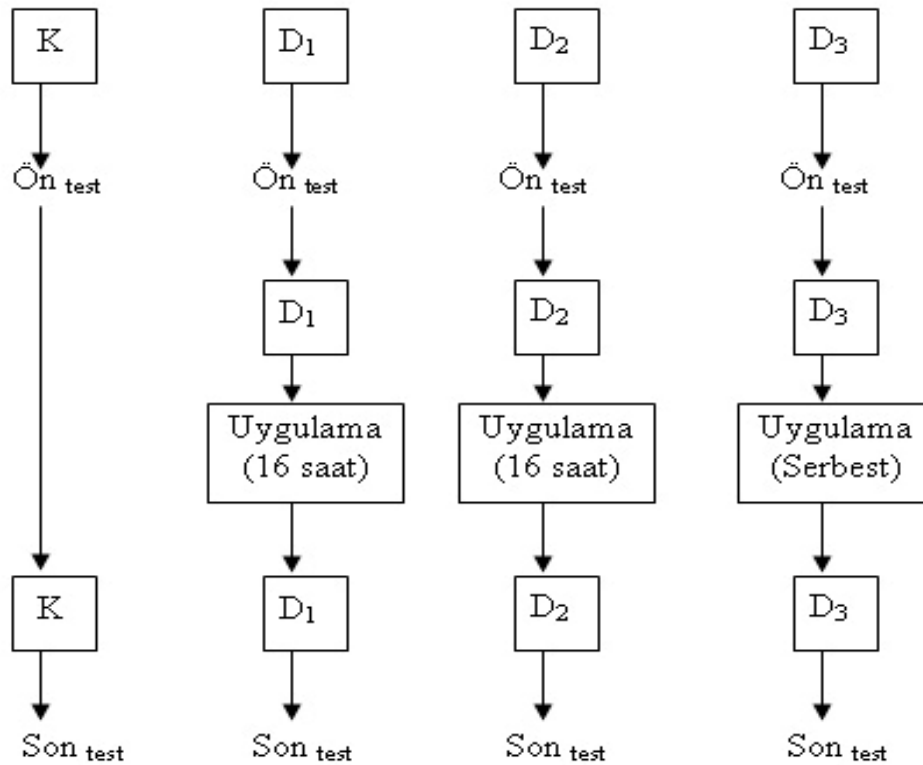 K D₁ D₂ D₃
Ön test Ön test Ön test Ön test
D₁ D₂ D₃
Uygulama Uygulama Uygulama
(16 saat) (16 saat) (Serbest)
K D₁ D₂ D₃
Son test Son test Son test Son test